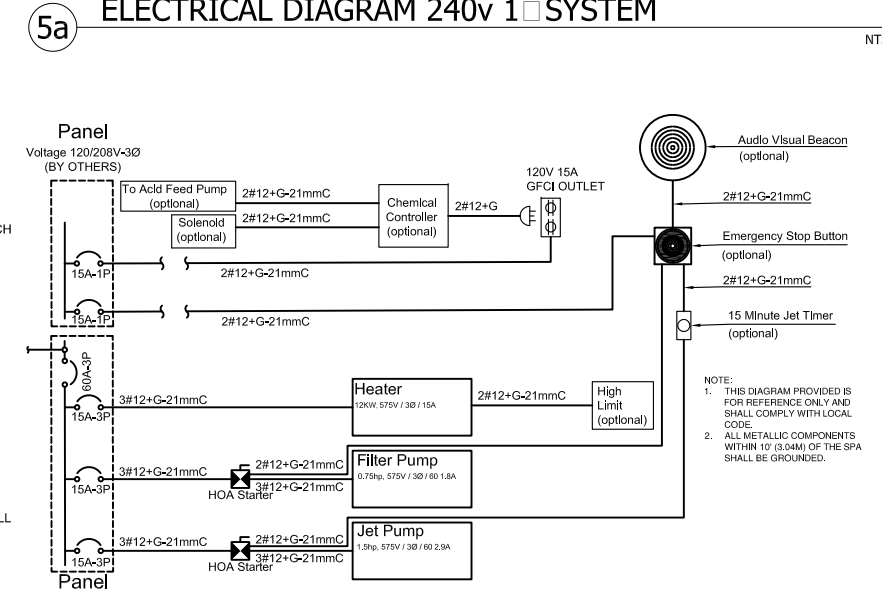 5a
ELECTRICAL DIAGRAM 240v 1□SYSTEM
NT
Panel
Voltage 120/208V-3Ø
(BY OTHERS)
To Acid Feed Pump
(optional)
2#12+G-21mmC
Solenoid
(optional)
2#12+G-21mmC
Chemical
Controller
(optional)
2#12+G
120V 15A
GFCI OUTLET
Audio Visual Beacon
(optional)
2#12+G-21mmC
Emergency Stop Button
(optional)
2#12+G-21mmC
15 Minute Jet Timer
(optional)
CH
15A-1P
2#12+G-21mmC
15A-1P
2#12+G-21mmC
60A-3P
15A-3P
3#12+G-21mmC
Heater
12KW, 575V / 3Ø / 15A
2#12+G-21mmC
High
Limit
(optional)
NOTE:
1. THIS DIAGRAM PROVIDED IS
FOR REFERENCE ONLY AND
SHALL COMPLY WITH LOCAL
CODE.
2. ALL METALLIC COMPONENTS
WITHIN 10' (3.04M) OF THE SPA
SHALL BE GROUNDED.
15A-3P
3#12+G-21mmC
HOA Starter
2#12+G-21mmC
3#12+G-21mmC
Filter Pump
0.75hp, 575V / 3Ø / 60 1.8A
LL
15A-3P
3#12+G-21mmC
HOA Starter
2#12+G-21mmC
3#12+G-21mmC
Jet Pump
1.5hp, 575V / 3Ø / 60 2.9A
Panel